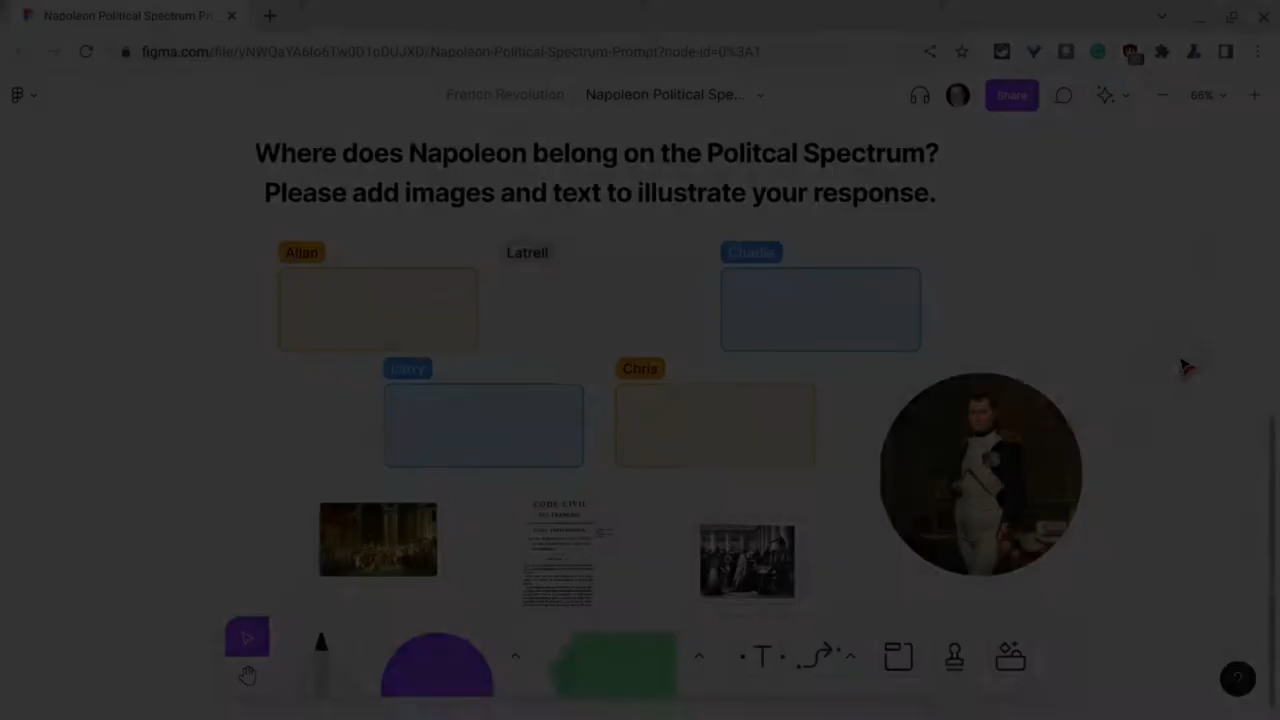 Napoleon Political Spectrum Pr
figma.com/file/yNWQaYA6Io6Tw0D1oDUJXD/Napoleon-Political-Spectrum-Prompt?node-id=0%3A1
French Revolution Napoleon Political Spe...
Share
66%
Where does Napoleon belong on the Politcal Spectrum?
Please add images and text to illustrate your response.
Allan Latrell Charlie
Larry Chris
CODE CIVIL
DES FRANÇAIS
T
?